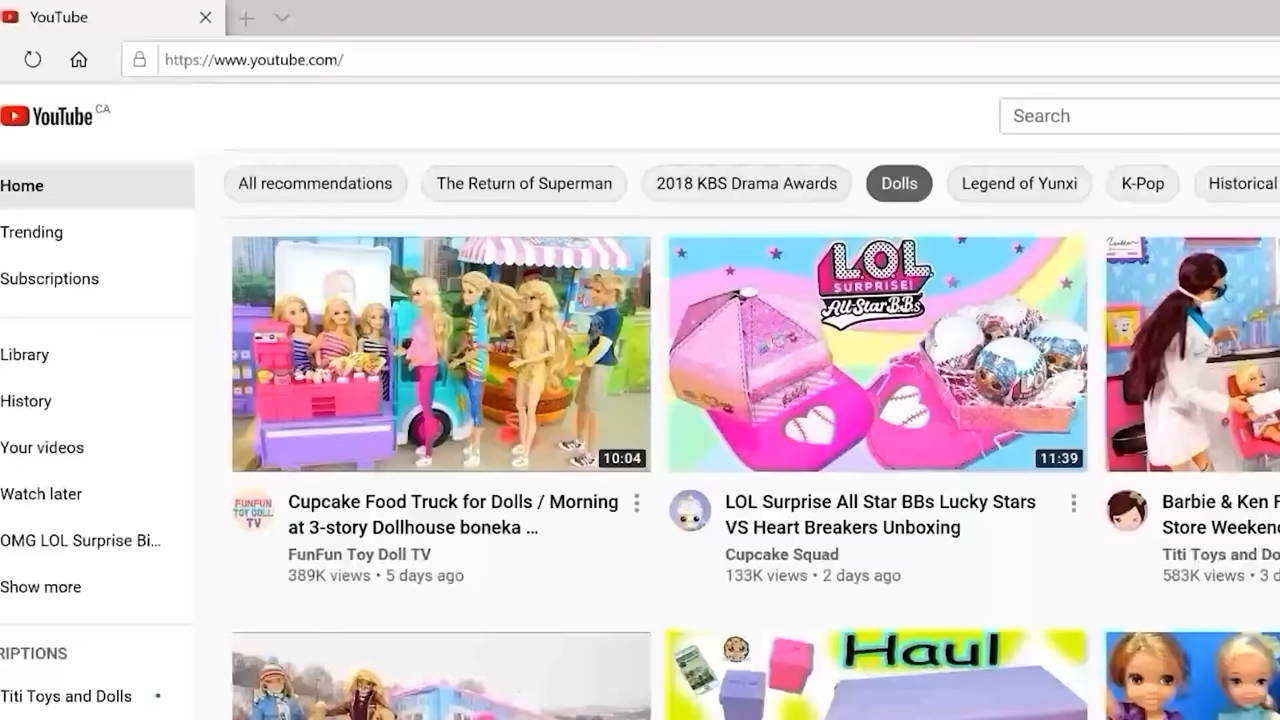 YouTube
https://www.youtube.com/
YouTube CA
Search
Home
Trending
Subscriptions
Library
History
Your videos
Watch later
OMG LOL Surprise Bi...
Show more
RIPTIONS
Titi Toys and Dolls
All recommendations
The Return of Superman
2018 KBS Drama Awards
Dolls
Legend of Yunxi
K-Pop
Historical
10:04
Cupcake Food Truck for Dolls / Morning
at 3-story Dollhouse boneka ...
FunFun Toy Doll TV
389K views • 5 days ago
FUNFUN
TOY DOLL
TV
L.O.L
SURPRISE!
All-Star B.B.s
11:39
LOL Surprise All Star BBs Lucky Stars
VS Heart Breakers Unboxing
Cupcake Squad
133K views • 2 days ago
Barbie & Ken F
Store Weekend
Titi Toys and Do
583K views • 3 d
Haul